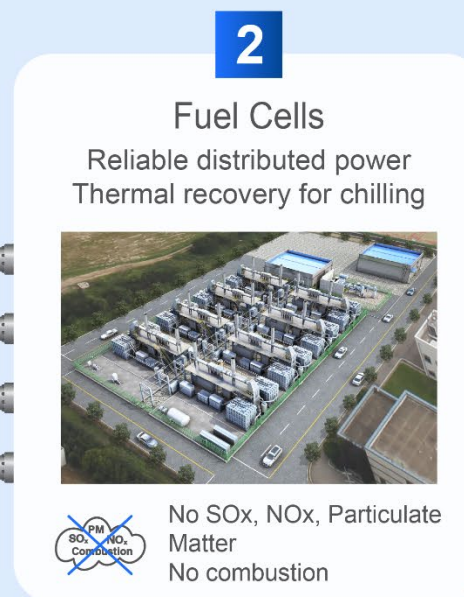 2
Fuel Cells
Reliable distributed power
Thermal recovery for chilling
PM
SOx NOx
Combustion
No SOx, NOx, Particulate
Matter
No combustion